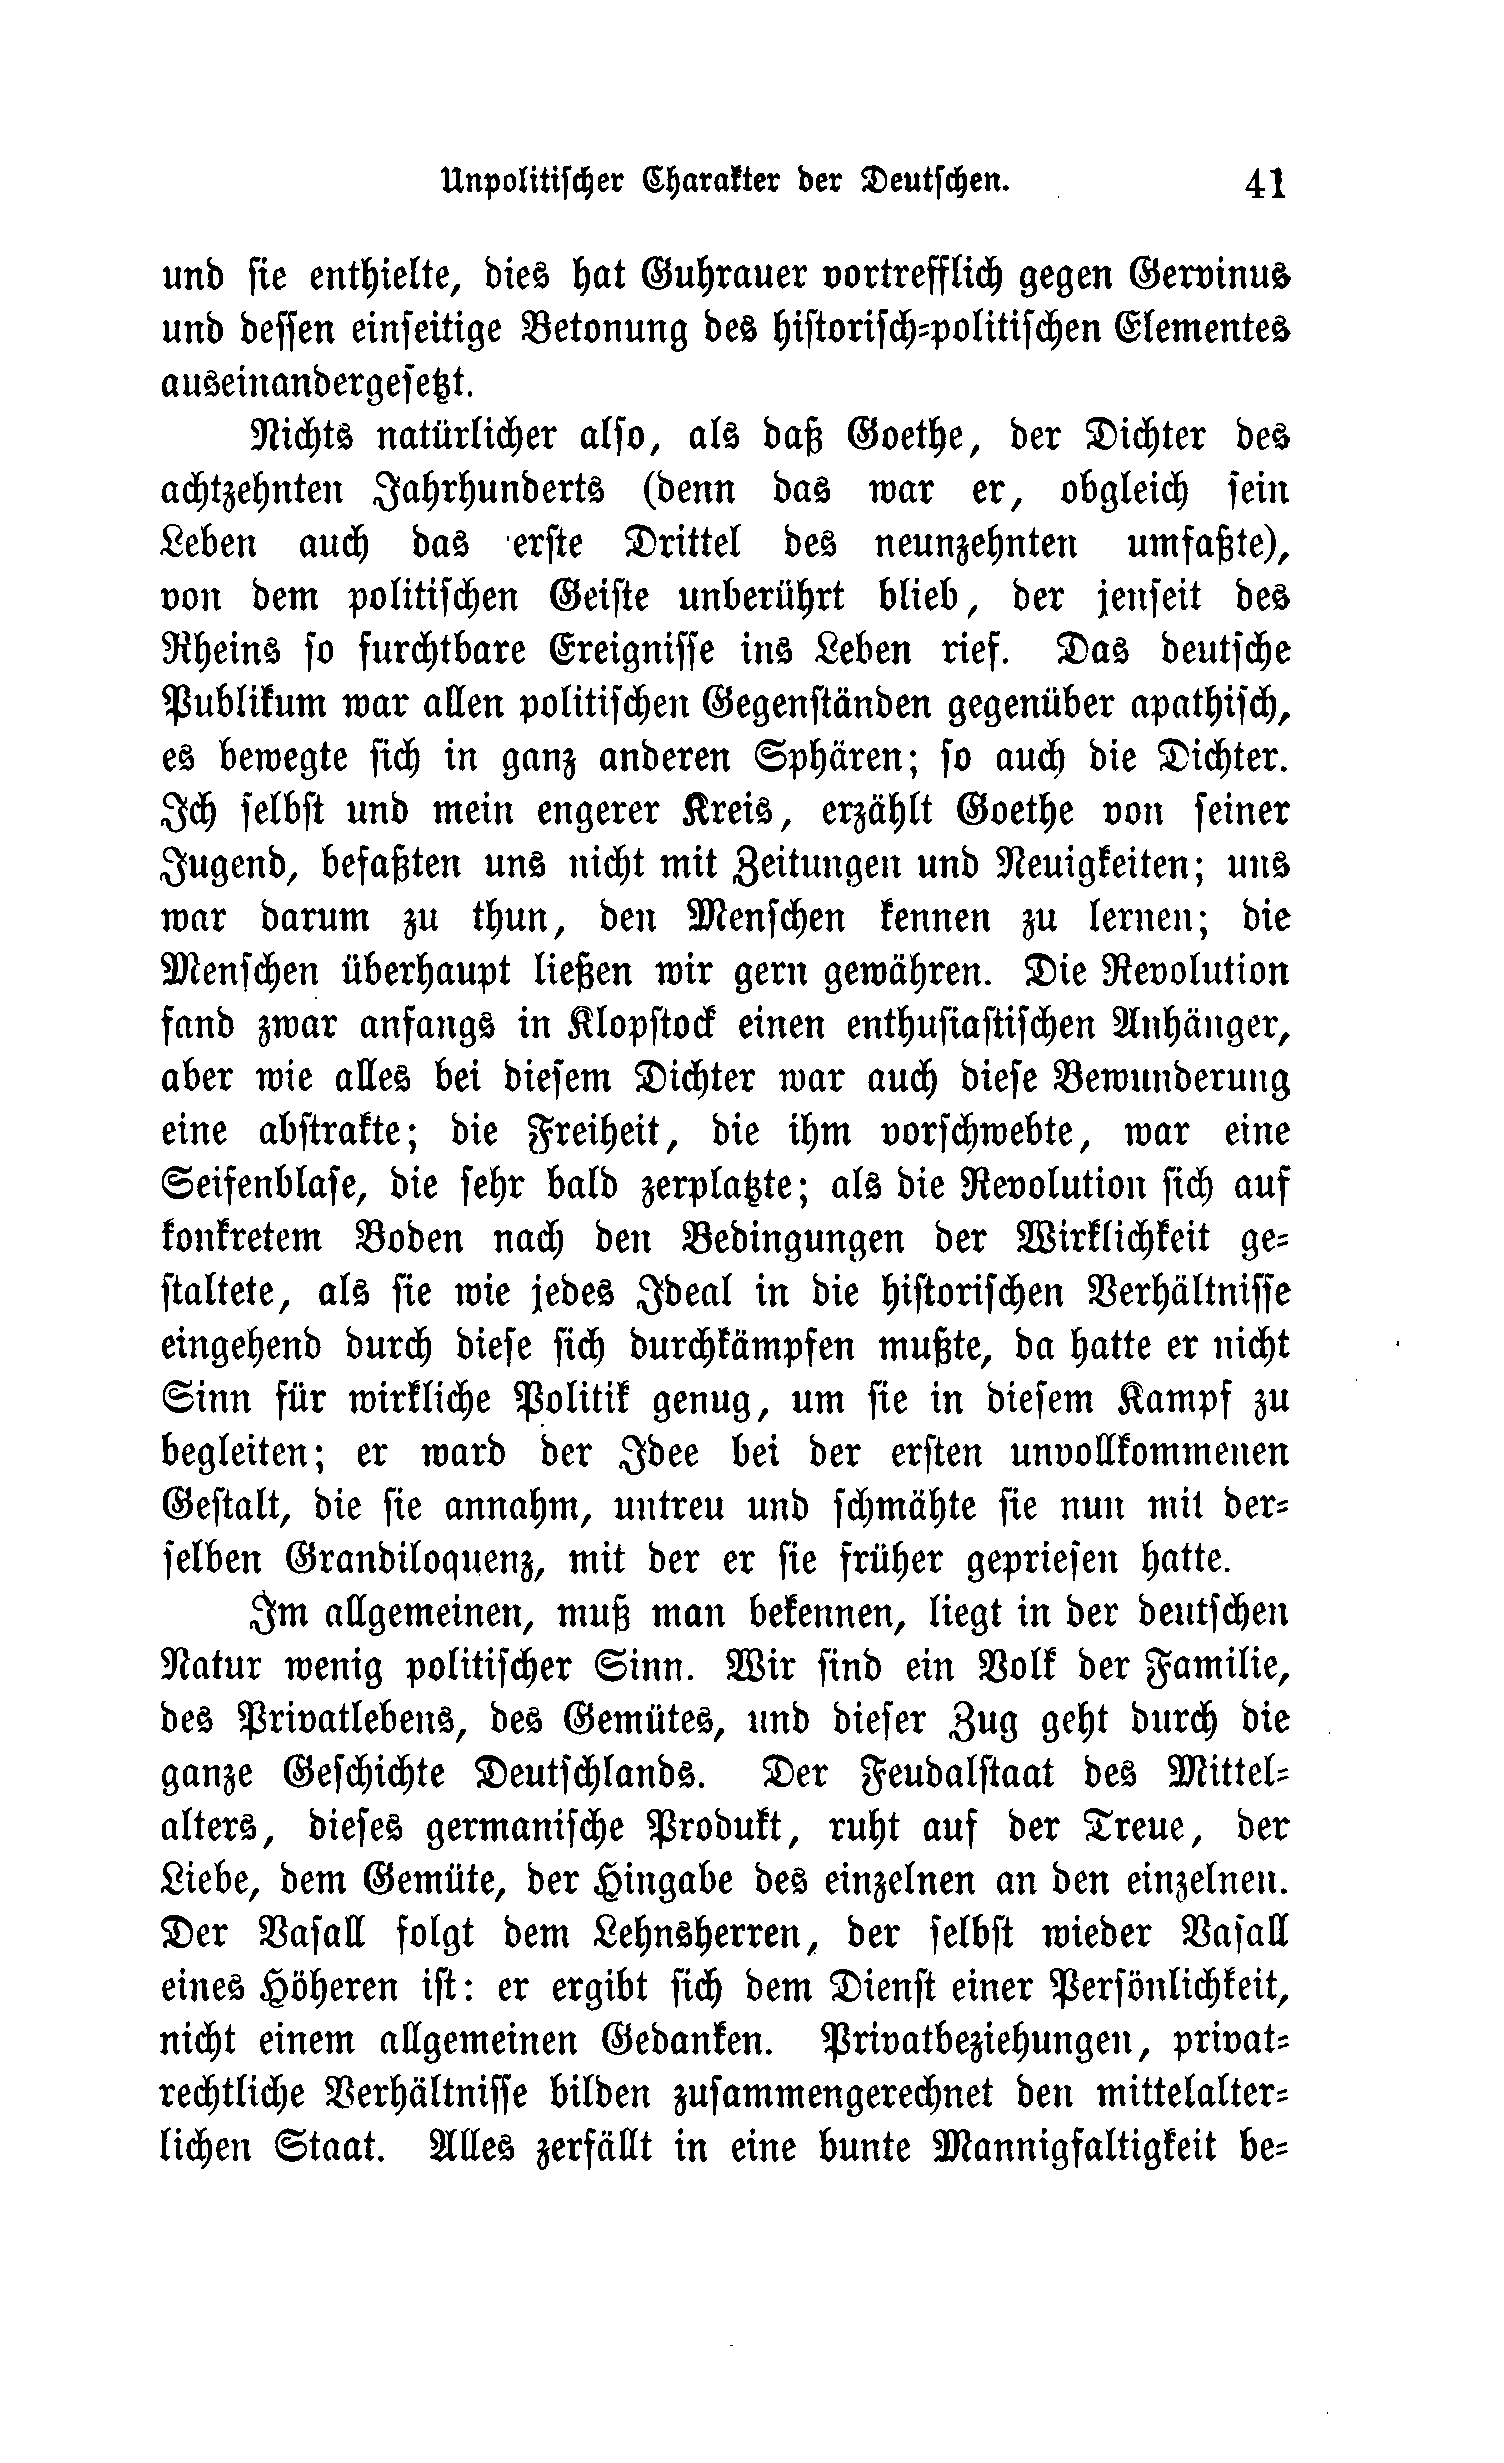 Unpolitischer Charakter der Deutschen. 41
und sie enthielte, dies hat Guhrauer vortrefflich gegen Gervinus
und dessen einseitige Betonung des historisch-politischen Elementes
auseinandergesetzt.
Nichts natürlicher also, als daß Goethe, der Dichter des
achtzehnten Jahrhunderts (denn das war er, obgleich sein
Leben auch das erste Drittel des neunzehnten umfaßte),
von dem politischen Geiste unberührt blieb, der jenseit des
Rheins so furchtbare Ereignisse ins Leben rief. Das deutsche
Publikum war allen politischen Gegenständen gegenüber apathisch,
es bewegte sich in ganz anderen Sphären; so auch die Dichter.
Ich selbst und mein engerer Kreis, erzählt Goethe von seiner
Jugend, befaßten uns nicht mit Zeitungen und Neuigkeiten; uns
war darum zu thun, den Menschen kennen zu lernen; die
Menschen überhaupt ließen wir gern gewähren. Die Revolution
fand zwar anfangs in Klopstock einen enthusiastischen Anhänger,
aber wie alles bei diesem Dichter war auch diese Bewunderung
eine abstrakte; die Freiheit, die ihm vorschwebte, war eine
Seifenblase, die sehr bald zerplatzte; als die Revolution sich auf
konkretem Boden nach den Bedingungen der Wirklichkeit ge-
staltete, als sie wie jedes Ideal in die historischen Verhältnisse
eingehend durch diese sich durchkämpfen mußte, da hatte er nicht
Sinn für wirkliche Politik genug, um sie in diesem Kampf zu
begleiten; er ward der Idee bei der ersten unvollkommenen
Gestalt, die sie annahm, untreu und schmähte sie nun mit der-
selben Grandiloquenz, mit der er sie früher gepriesen hatte.
Im allgemeinen, muß man bekennen, liegt in der deutschen
Natur wenig politischer Sinn. Wir sind ein Volk der Familie,
des Privatlebens, des Gemütes, und dieser Zug geht durch die
ganze Geschichte Deutschlands. Der Feudalstaat des Mittel-
alters, dieses germanische Produkt, ruht auf der Treue, der
Liebe, dem Gemüte, der Hingabe des einzelnen an den einzelnen.
Der Vasall folgt dem Lehnsherren, der selbst wieder Vasall
eines Höheren ist: er ergibt sich dem Dienst einer Persönlichkeit,
nicht einem allgemeinen Gedanken. Privatbeziehungen, privat-
rechtliche Verhältnisse bilden zusammengerechnet den mittelalter-
lichen Staat. Alles zerfällt in eine bunte Mannigfaltigkeit be-